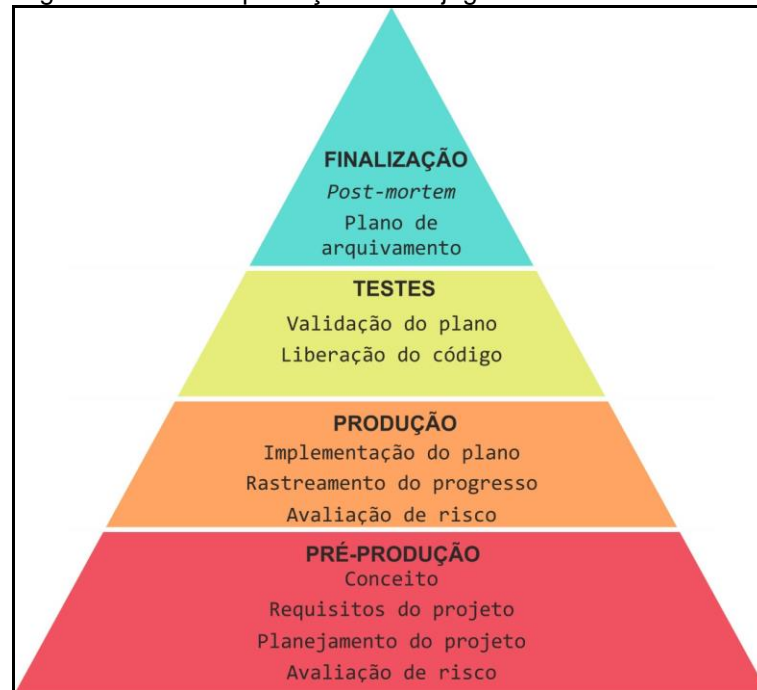 FINALIZAÇÃO
Post-mortem
Plano de
arquivamento
TESTES
Validação do plano
Liberação do código
PRODUÇÃO
Implementação do plano
Rastreamento do progresso
Avaliação de risco
PRÉ-PRODUÇÃO
Conceito
Requisitos do projeto
Planejamento do projeto
Avaliação de risco